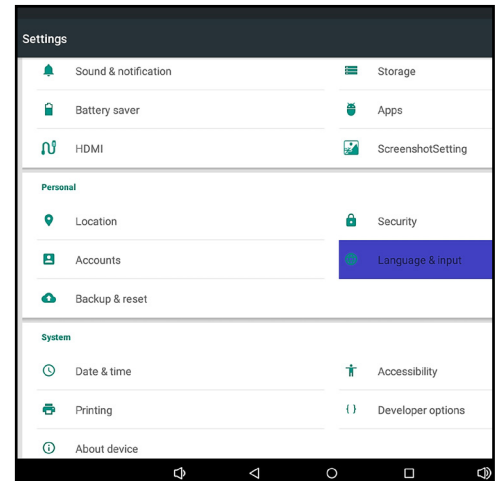 Settings
Sound & notification
Storage
Battery saver
Apps
HDMI
ScreenshotSetting
Personal
Location
Security
Accounts
Language & input
Backup & reset
System
Date & time
Accessibility
Printing
{ } Developer options
About device